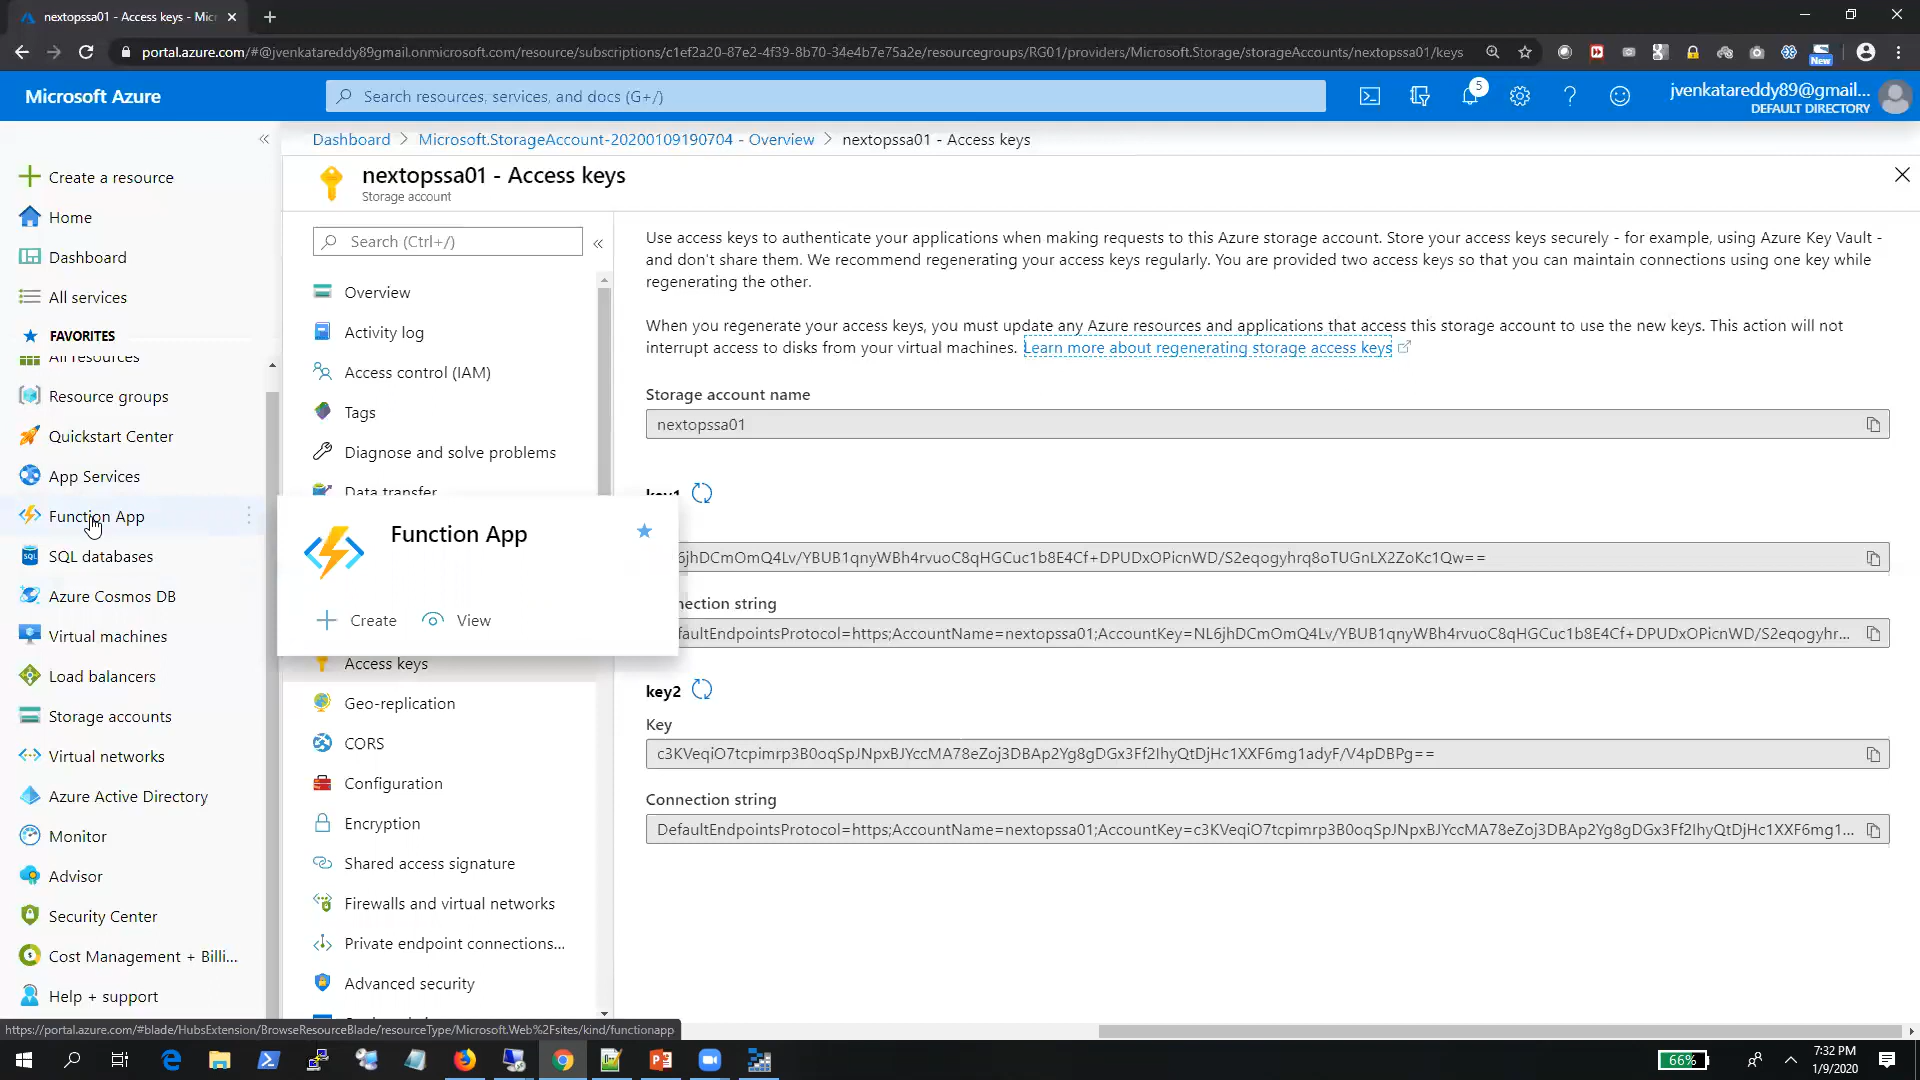 nextopssa01 - Access keys - Mic
portal.azure.com/#@jvenkatareddy89gmail.onmicrosoft.com/resource/subscriptions/c1ef2a20-87e2-4f39-8b70-34e4b7e75a2e/resourcegroups/RG01/providers/Microsoft.Storage/storageAccounts/nextopssa01/keys
New
Microsoft Azure
Search resources, services, and docs (G+/)
5
jvenkatareddy89@gmail...
DEFAULT DIRECTORY
Dashboard > Microsoft.StorageAccount-20200109190704 - Overview > nextopssa01 - Access keys
nextopssa01 - Access keys
Storage account
Create a resource
Home
Dashboard
All services
FAVORITES
All resources
Resource groups
Quickstart Center
App Services
Function App
SQL databases
Azure Cosmos DB
Virtual machines
Load balancers
Storage accounts
Virtual networks
Azure Active Directory
Monitor
Advisor
Security Center
Cost Management + Billi...
Help + support
Search (Ctrl+/)
Overview
Activity log
Access control (IAM)
Tags
Diagnose and solve problems
Data transfer
Function App
Create
View
Access keys
Geo-replication
CORS
Configuration
Encryption
Shared access signature
Firewalls and virtual networks
Private endpoint connections...
Advanced security
Use access keys to authenticate your applications when making requests to this Azure storage account. Store your access keys securely - for example, using Azure Key Vault -
and don't share them. We recommend regenerating your access keys regularly. You are provided two access keys so that you can maintain connections using one key while
regenerating the other.
When you regenerate your access keys, you must update any Azure resources and applications that access this storage account to use the new keys. This action will not
interrupt access to disks from your virtual machines. Learn more about regenerating storage access keys
Storage account name
nextopssa01
key1
6jhDCmOmQ4Lv/YBUB1qnyWBh4rvuoC8qHGCuc1b8E4Cf+DPUDxOPicnWD/S2eqogyhrq8oTUGnLX2ZoKc1Qw==
nection string
faultEndpointsProtocol=https;AccountName=nextopssa01;AccountKey=NL6jhDCmOmQ4Lv/YBUB1qnyWBh4rvuoC8qHGCuc1b8E4Cf+DPUDxOPicnWD/S2eqogyhr...
key2
Key
c3KVeqiO7tcpimrp3B0oqSpJNpxBJYccMA78eZoj3DBAp2Yg8gDGx3Ff2IhyQtDjHc1XXF6mg1adyF/V4pDBPg==
Connection string
DefaultEndpointsProtocol=https;AccountName=nextopssa01;AccountKey=c3KVeqiO7tcpimrp3B0oqSpJNpxBJYccMA78eZoj3DBAp2Yg8gDGx3Ff2IhyQtDjHc1XXF6mg1...
https://portal.azure.com/#blade/HubsExtension/BrowseResourceBlade/resourceType/Microsoft.Web%2Fsites/kind/functionapp
66%
7:32 PM
1/9/2020